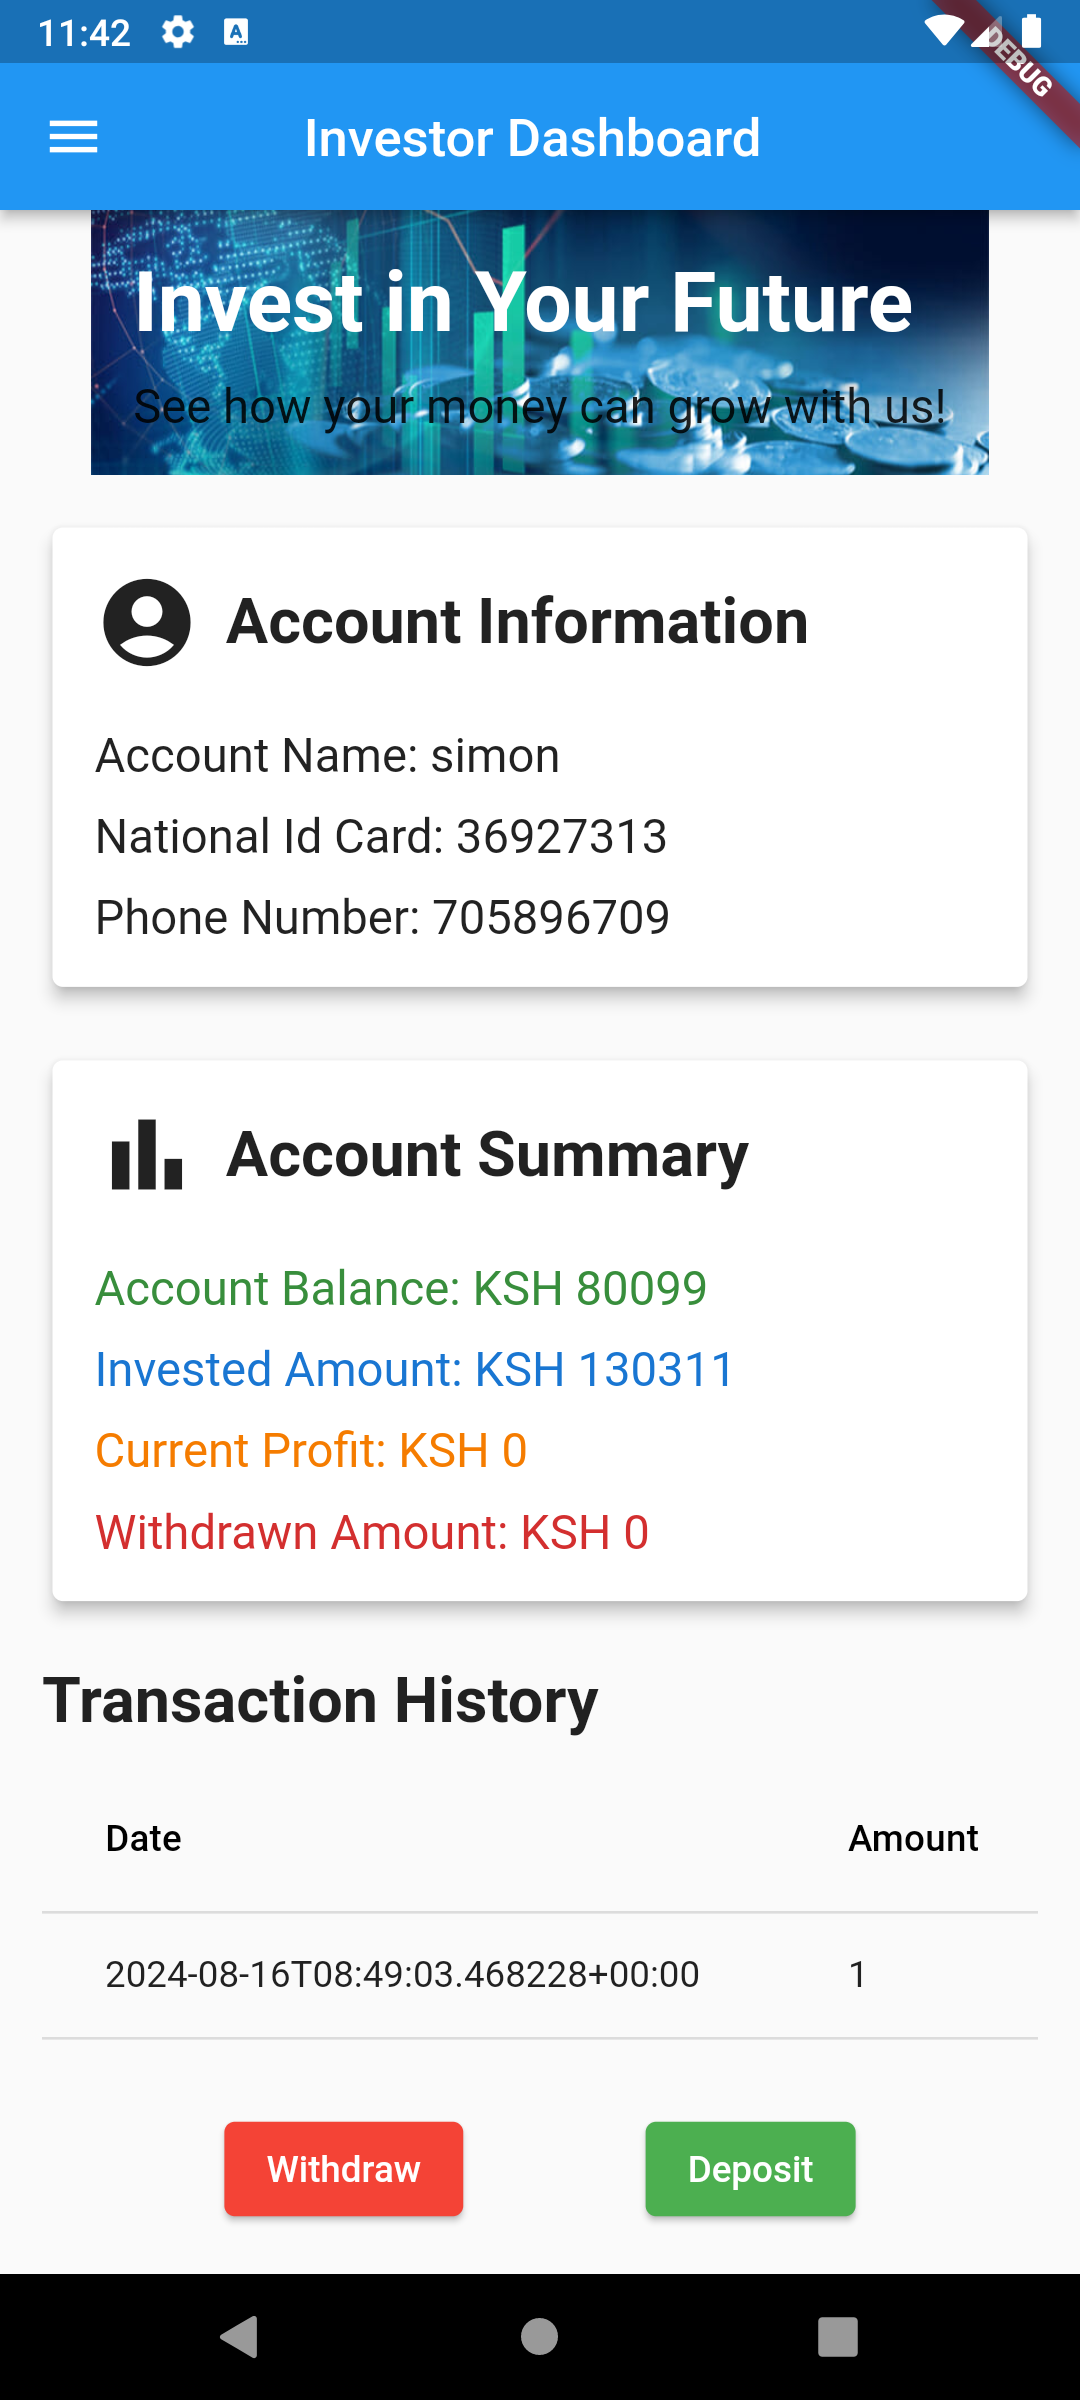 11:42
DEBUG
Investor Dashboard
Invest in Your Future
See how your money can grow with us!
Account Information
Account Name: simon
National Id Card: 36927313
Phone Number: 705896709
Account Summary
Account Balance: KSH 80099
Invested Amount: KSH 130311
Current Profit: KSH 0
Withdrawn Amount: KSH 0
Transaction History
Date Amount
2024-08-16T08:49:03.468228+00:00 1
Withdraw Deposit